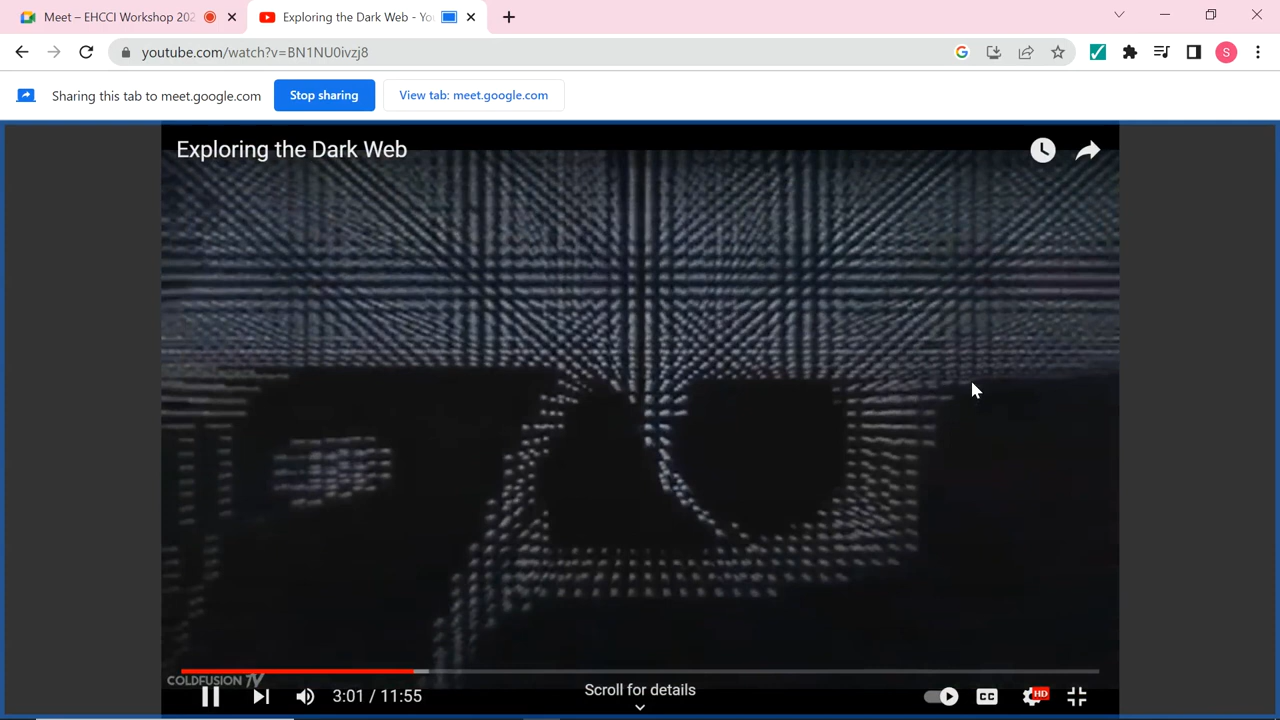 Meet – EHCCI Workshop 202
Exploring the Dark Web - Yo
youtube.com/watch?v=BN1NU0ivzj8
S
Sharing this tab to meet.google.com
Stop sharing
View tab: meet.google.com
Exploring the Dark Web
COLDFUSION TV
3:01 / 11:55
Scroll for details
CC
HD